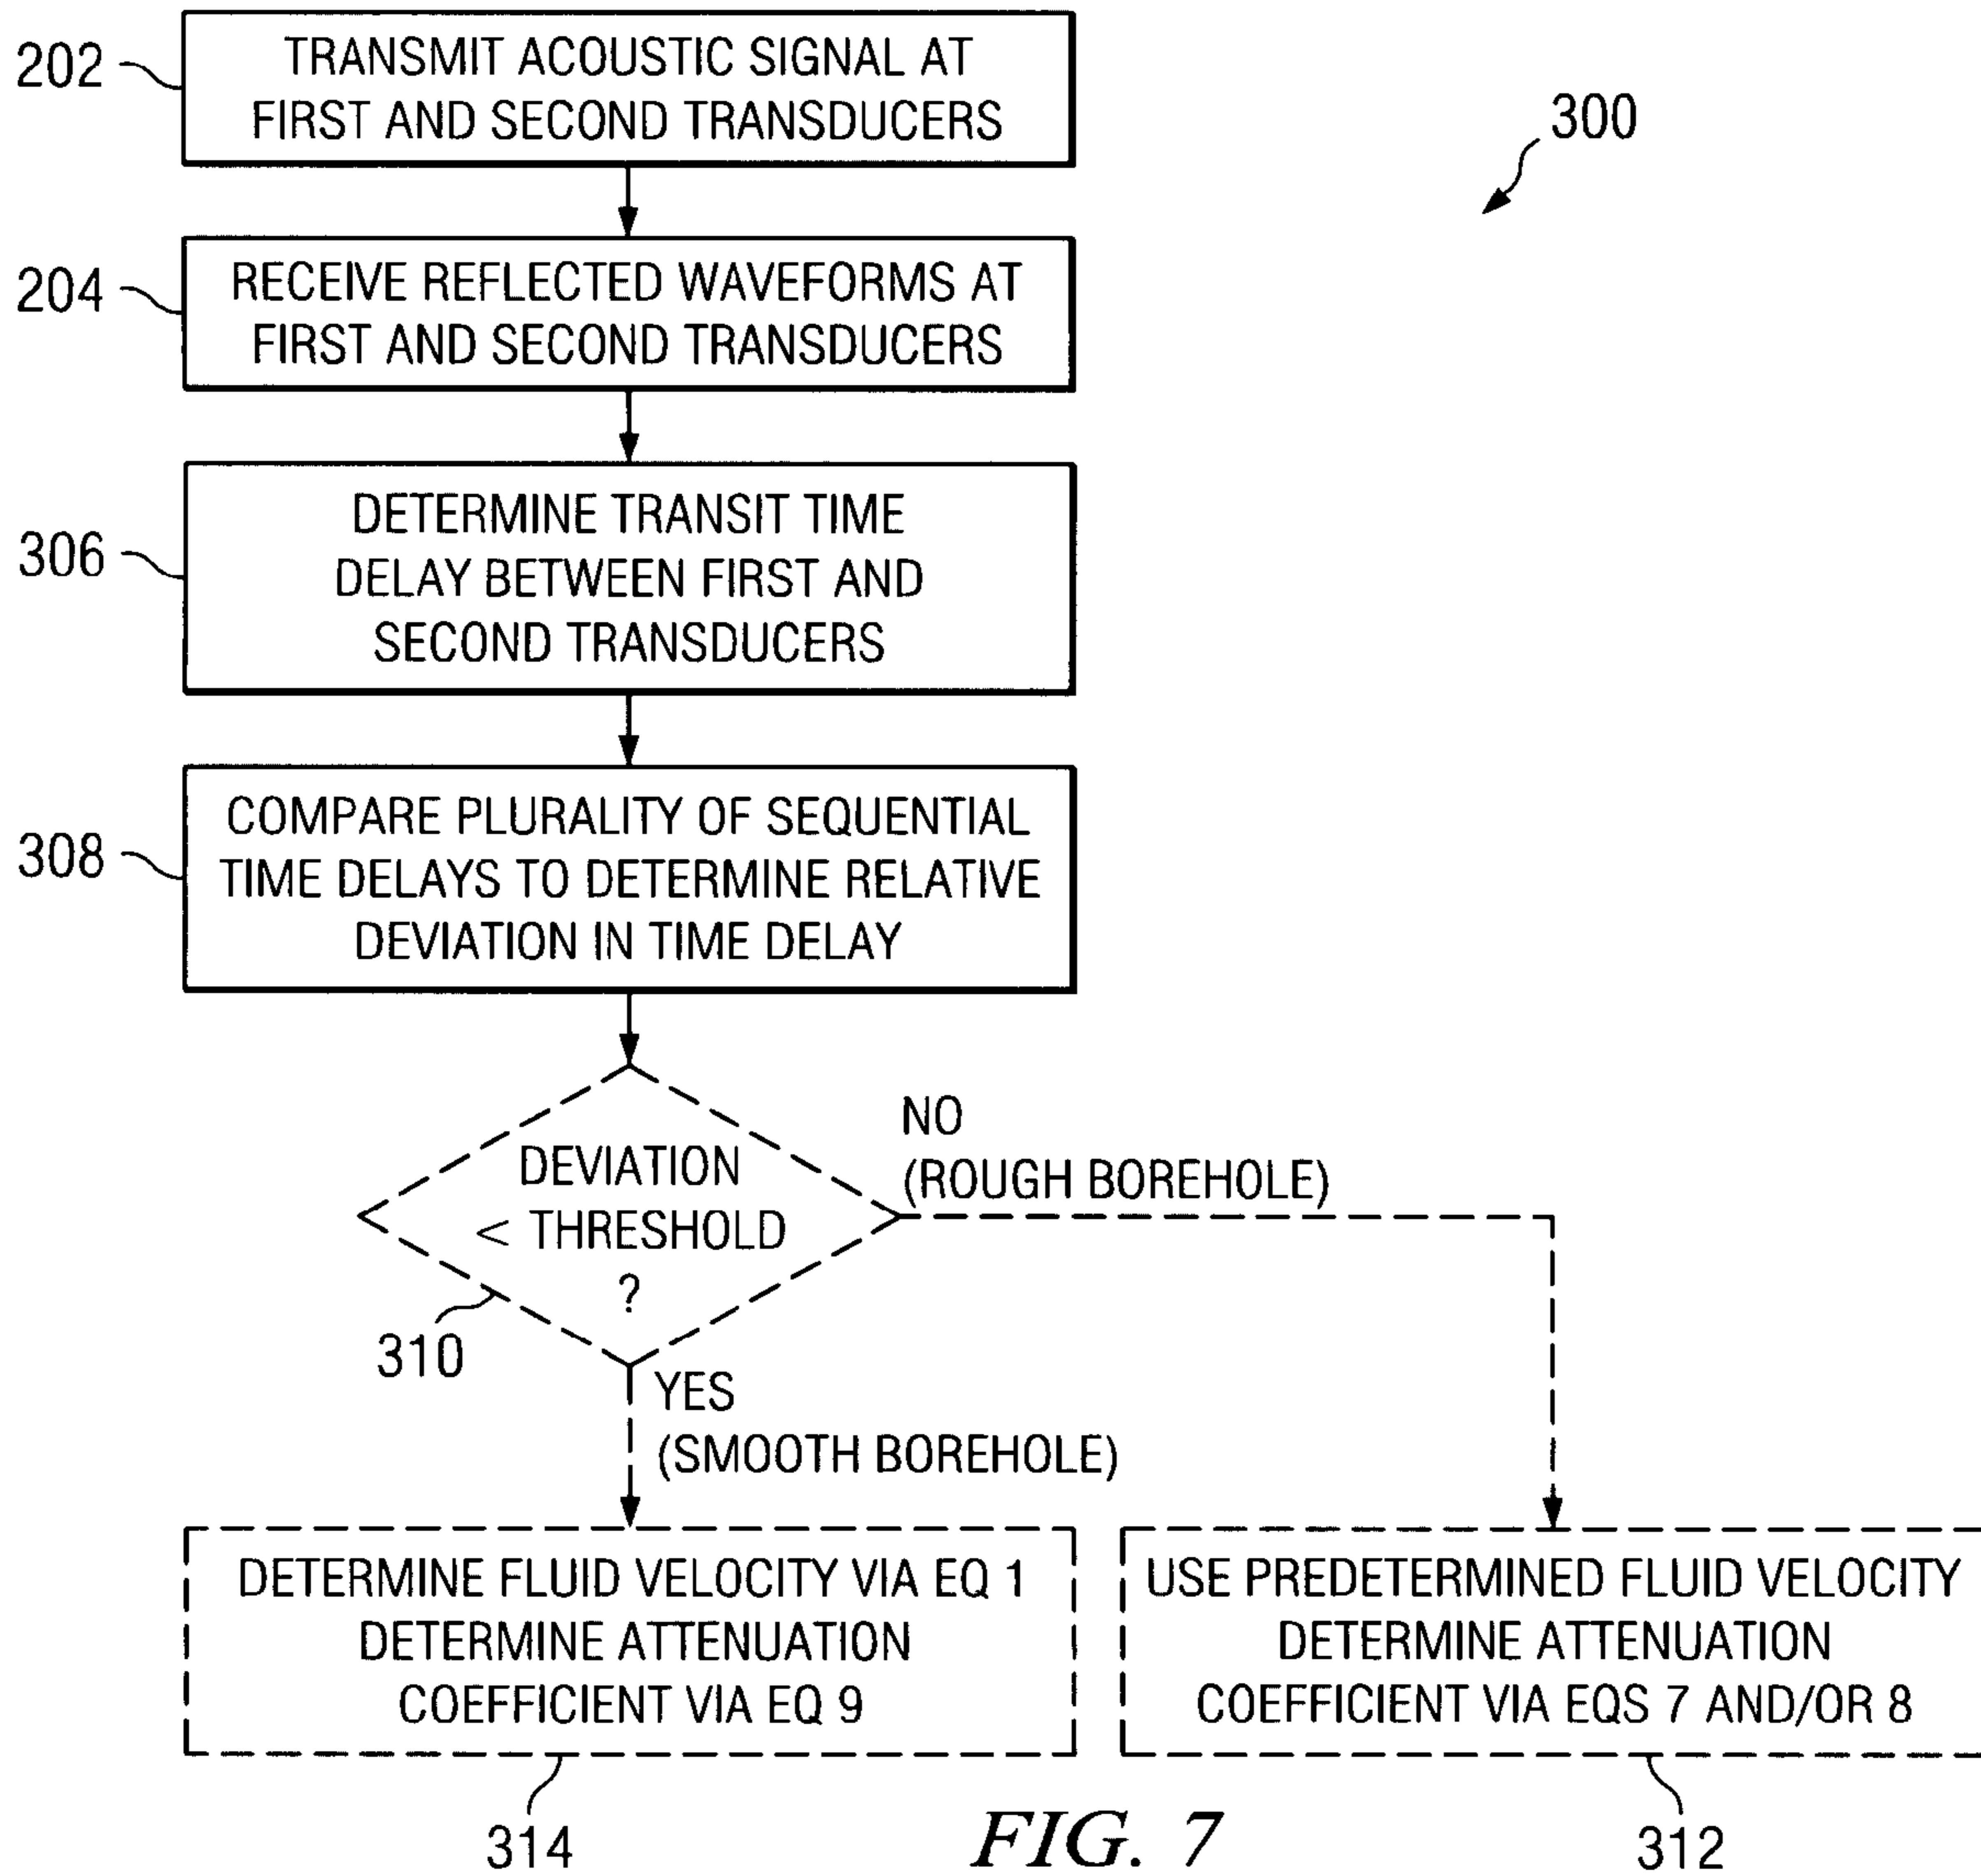 202
TRANSMIT ACOUSTIC SIGNAL AT
FIRST AND SECOND TRANSDUCERS
300
204
RECEIVE REFLECTED WAVEFORMS AT
FIRST AND SECOND TRANSDUCERS
306
DETERMINE TRANSIT TIME
DELAY BETWEEN FIRST AND
SECOND TRANSDUCERS
308
COMPARE PLURALITY OF SEQUENTIAL
TIME DELAYS TO DETERMINE RELATIVE
DEVIATION IN TIME DELAY
DEVIATION
< THRESHOLD
?
310
NO
(ROUGH BOREHOLE)
YES
(SMOOTH BOREHOLE)
DETERMINE FLUID VELOCITY VIA EQ 1
DETERMINE ATTENUATION
COEFFICIENT VIA EQ 9
314
USE PREDETERMINED FLUID VELOCITY
DETERMINE ATTENUATION
COEFFICIENT VIA EQS 7 AND/OR 8
312
FIG. 7